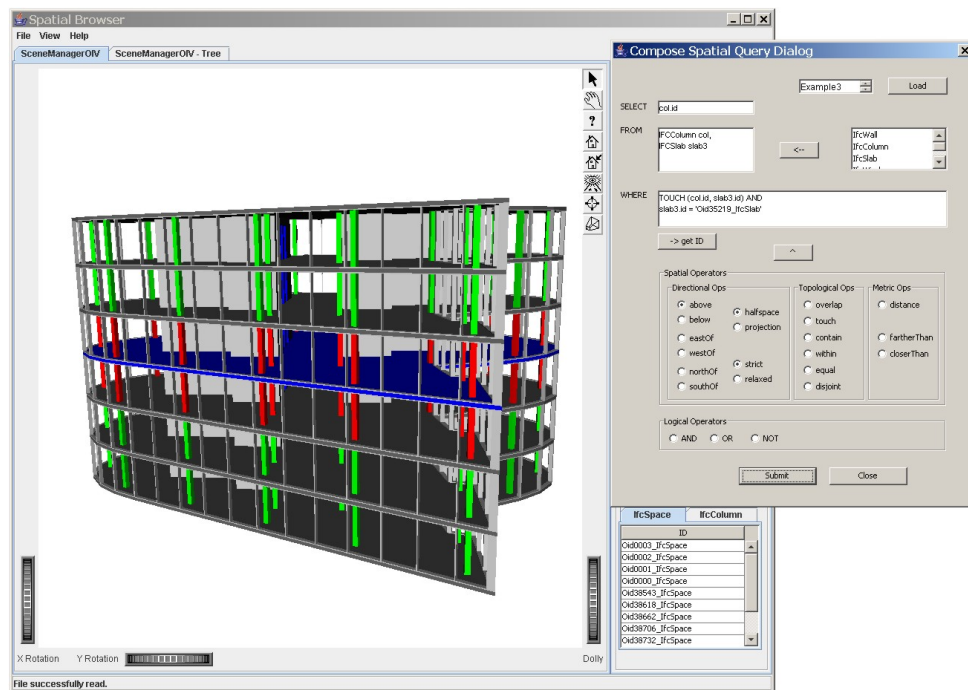 Spatial Browser
File View Help
SceneManagerOIV SceneManagerOIV - Tree
?
X Rotation Y Rotation Dolly
File successfully read.
Compose Spatial Query Dialog
Example3 Load
SELECT col.id
FROM IFCColumn col,
IFCSlab slab3
<--
IfcWall
IfcColumn
IfcSlab
WHERE TOUCH (col.id, slab3.id) AND
slab3.id = 'Oid35219_IfcSlab'
-> get ID ^
Spatial Operators
Directional Ops
above
below
eastOf
westOf
northOf
southOf
halfspace
projection
strict
relaxed
Topological Ops
overlap
touch
contain
within
equal
disjoint
Metric Ops
distance
fartherThan
closerThan
Logical Operators
AND OR NOT
Submit Close
IfcSpace IfcColumn
ID
Oid0003_IfcSpace
Oid0002_IfcSpace
Oid0001_IfcSpace
Oid0000_IfcSpace
Oid38543_IfcSpace
Oid38618_IfcSpace
Oid38662_IfcSpace
Oid38706_IfcSpace
Oid38732_IfcSpace